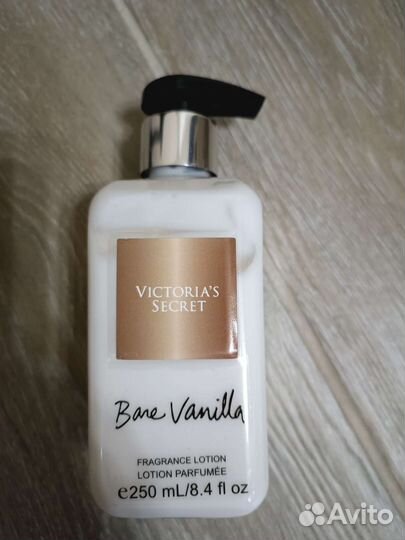 VICTORIA'S
SECRET
Bare Vanilla
FRAGRANCE LOTION
LOTION PARFUMÉE
℮250 mL/8.4 fl oz
Avito